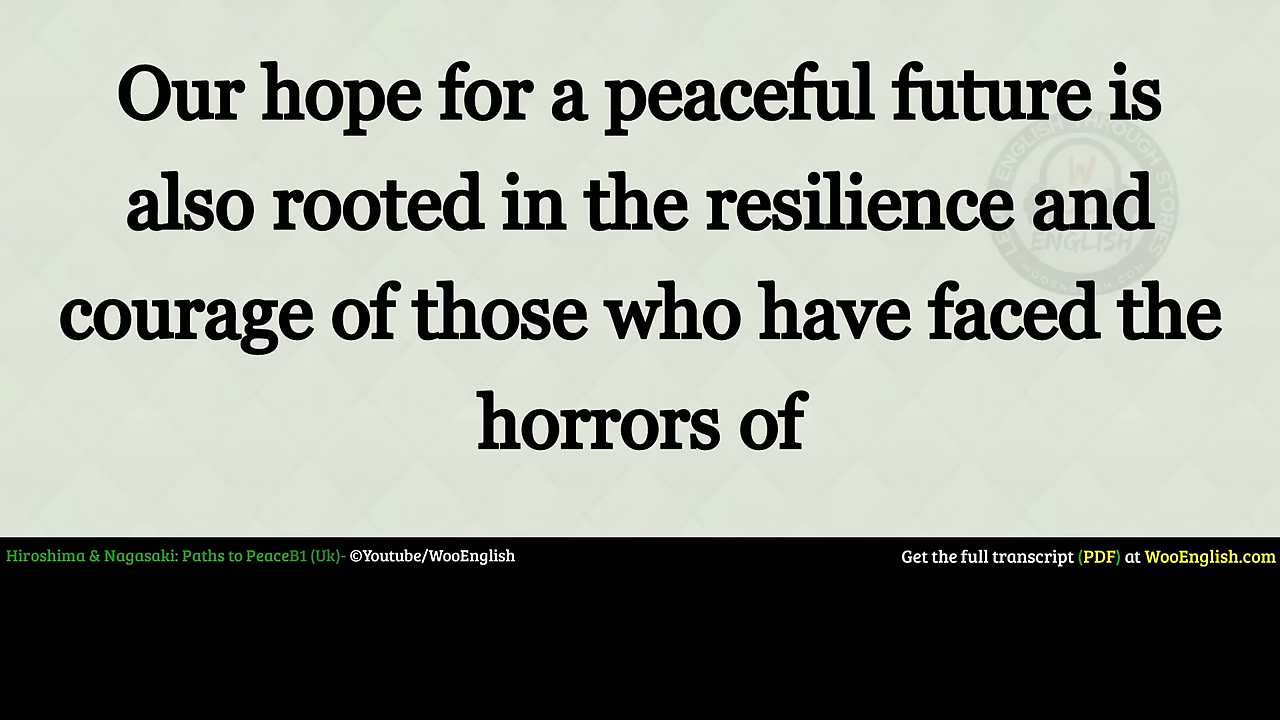 Our hope for a peaceful future is
also rooted in the resilience and
courage of those who have faced the
horrors of
Hiroshima & Nagasaki: Paths to PeaceB1 (Uk)- ©Youtube/WooEnglish
Get the full transcript (PDF) at WooEnglish.com